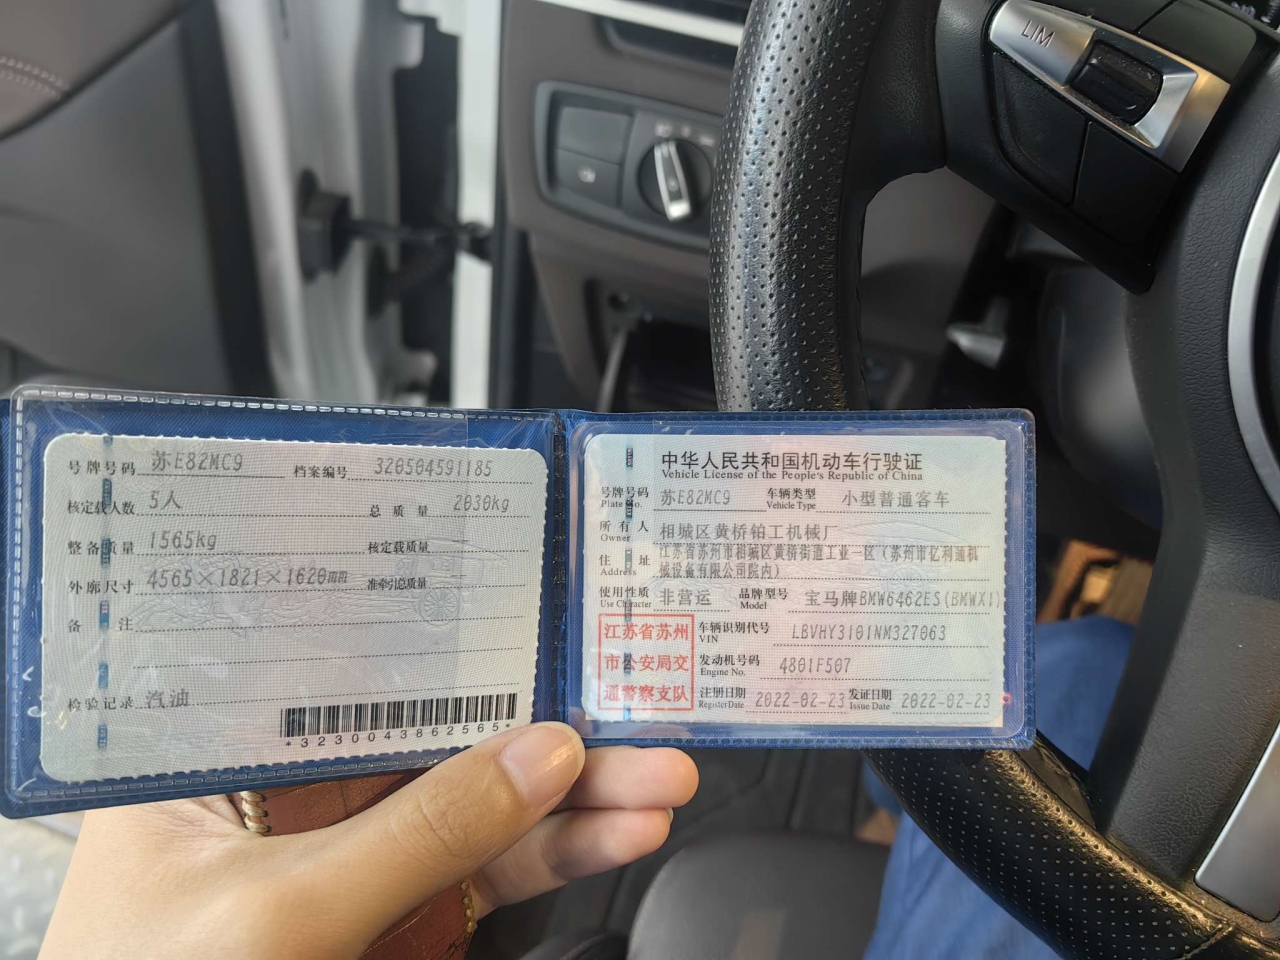 LIM
号牌号码 苏E82MC9 档案编号 320504591185
核定载人数 5人 总质量 2030kg
整备质量 1565kg 核定载质量
外廓尺寸 4565×1821×1620mm 准牵引总质量
备注
检验记录 汽油
*3230043862565*
中华人民共和国机动车行驶证
Vehicle License of the People's Republic of China
号牌号码 苏E82MC9 车辆类型 小型普通客车
Plate No. Vehicle Type
所有人 相城区黄桥铂工机械厂
Owner
住址 江苏省苏州市相城区黄桥街道工业一区(苏州市亿利通机
Address 械设备有限公司院内)
使用性质 非营运 品牌型号 宝马牌BMW6462ES(BMWX1)
Use Character Model
江苏省苏州 车辆识别代号 LBVHY3101NM327063
VIN
市公安局交 发动机号码 4801F507
Engine No.
通警察支队 注册日期 2022-02-23 发证日期 2022-02-23
Register Date Issue Date